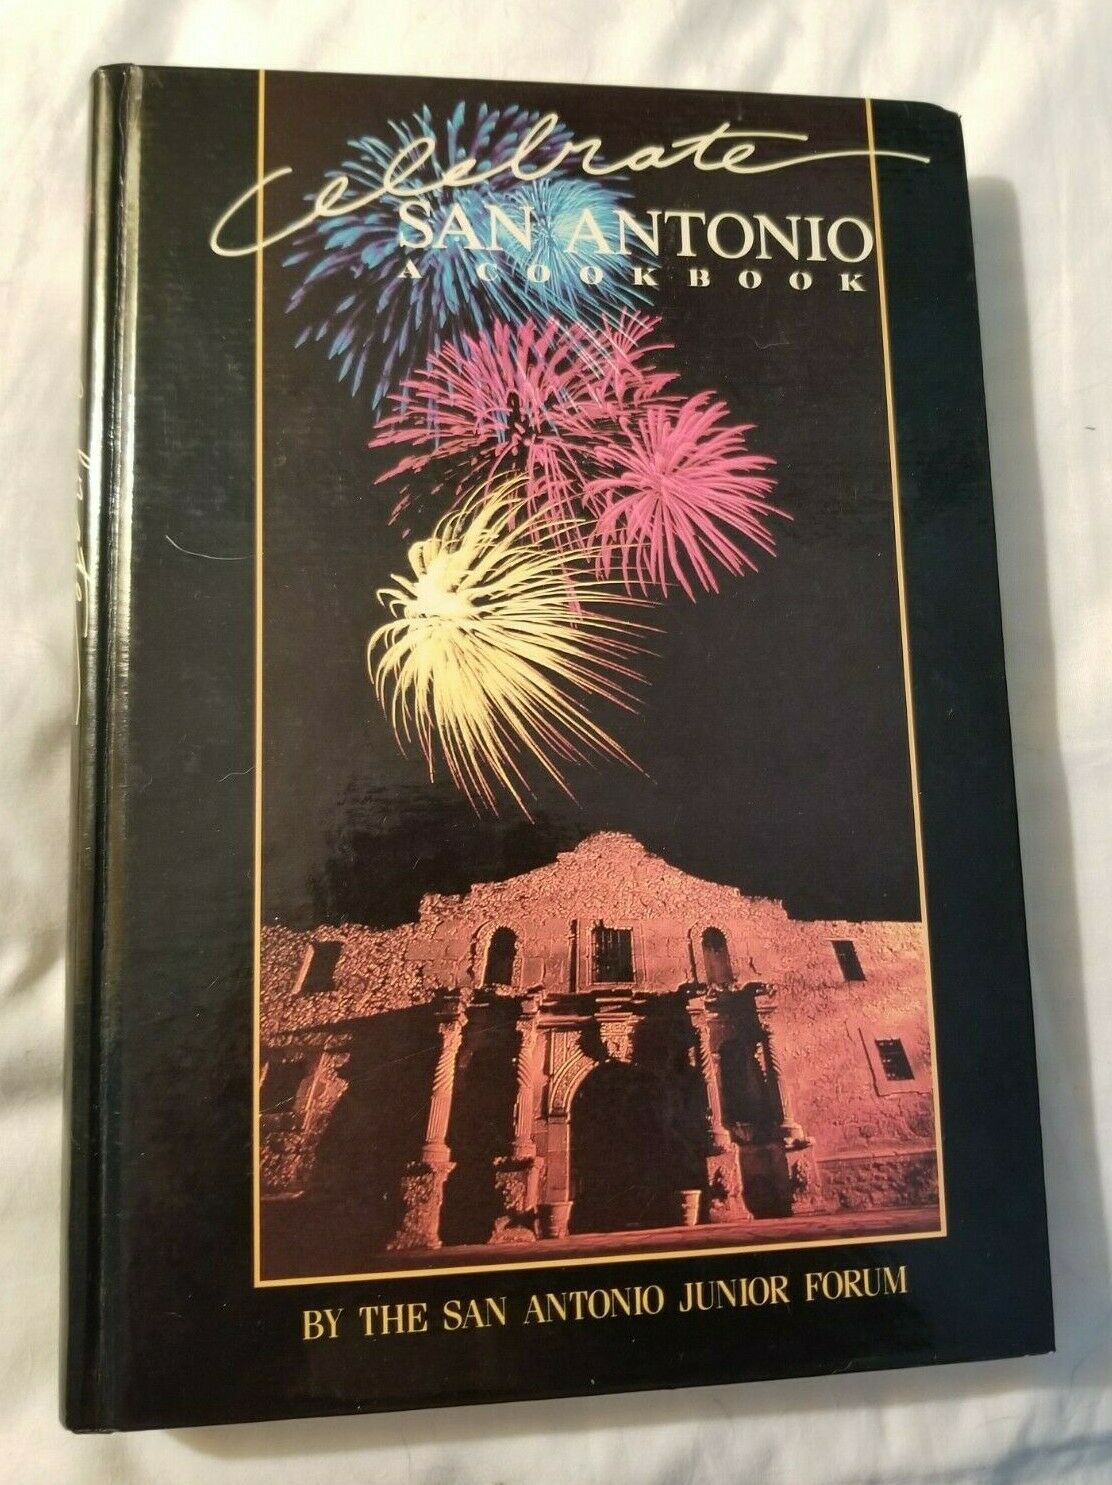 Celebrate
SAN ANTONIO
A COOKBOOK
BY THE SAN ANTONIO JUNIOR FORUM